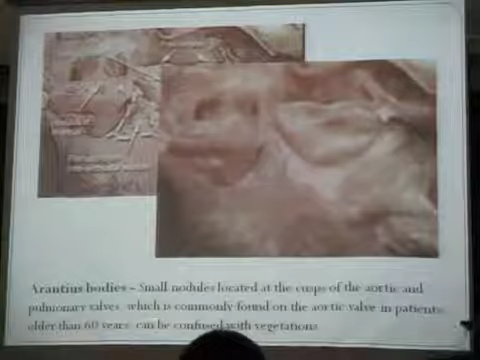 Arantius bodies – Small nodules located at the cusps of the aortic and
pulmonary valves, which is commonly found on the aortic valve in patients
older than 60 years, can be confused with vegetations